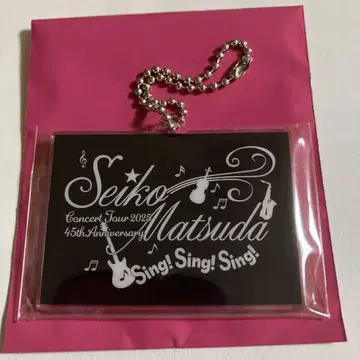 Seiko
Concert Tour 2025
45th Anniversary
Matsuda
Sing! Sing! Sing!